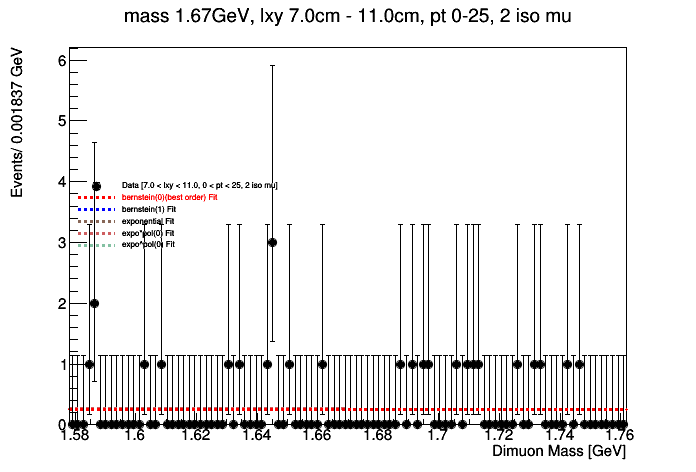 mass 1.67GeV, lxy 7.0cm - 11.0cm, pt 0-25, 2 iso mu
Events/ 0.001837 GeV
6
5
4
3
2
1
0
Data [7.0 < lxy < 11.0, 0 < pt < 25, 2 iso mu]
bernstein(0)(best order) Fit
bernstein(1) Fit
exponential Fit
expo*pol(0) Fit
expo*pol(0) Fit
1.58 1.6 1.62 1.64 1.66 1.68 1.7 1.72 1.74 1.76
Dimuon Mass [GeV]